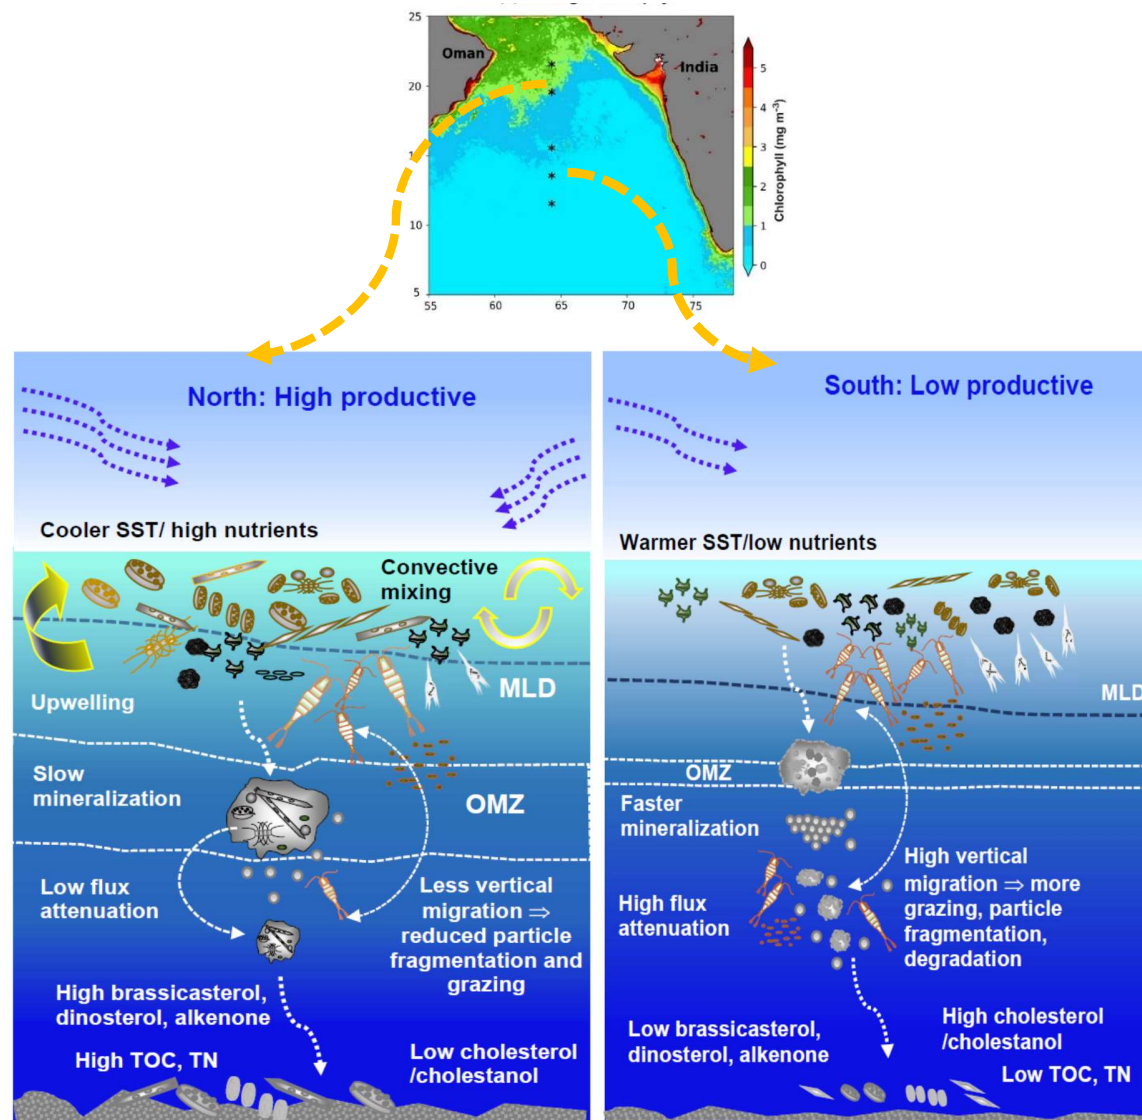 25
20
15
10
5
55
60
65
70
75
Oman
India
5
4
3
2
1
0
Chlorophyll (mg m⁻³)
North: High productive
Cooler SST/ high nutrients
Convective
mixing
Upwelling
MLD
Slow
mineralization
OMZ
Low flux
attenuation
Less vertical
migration ⇒
reduced particle
fragmentation and
grazing
High brassicasterol,
dinosterol, alkenone
High TOC, TN
Low cholesterol
/cholestanol
South: Low productive
Warmer SST/low nutrients
MLD
OMZ
Faster
mineralization
High flux
attenuation
High vertical
migration ⇒ more
grazing, particle
fragmentation,
degradation
Low brassicasterol,
dinosterol, alkenone
High cholesterol
/cholestanol
Low TOC, TN